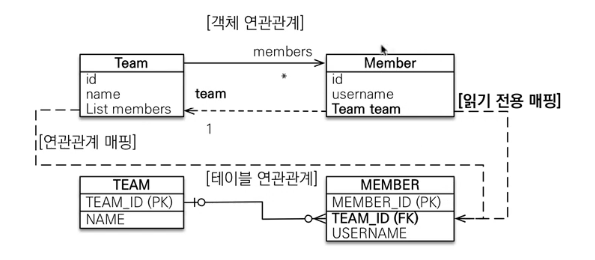 [객체 연관관계]
members
Team
Member
*
id
name
List members
id
username
Team team
team
1
[읽기 전용 매핑]
[연관관계 매핑]
[테이블 연관관계]
TEAM
TEAM_ID (PK)
NAME
MEMBER
MEMBER_ID (PK)
TEAM_ID (FK)
USERNAME